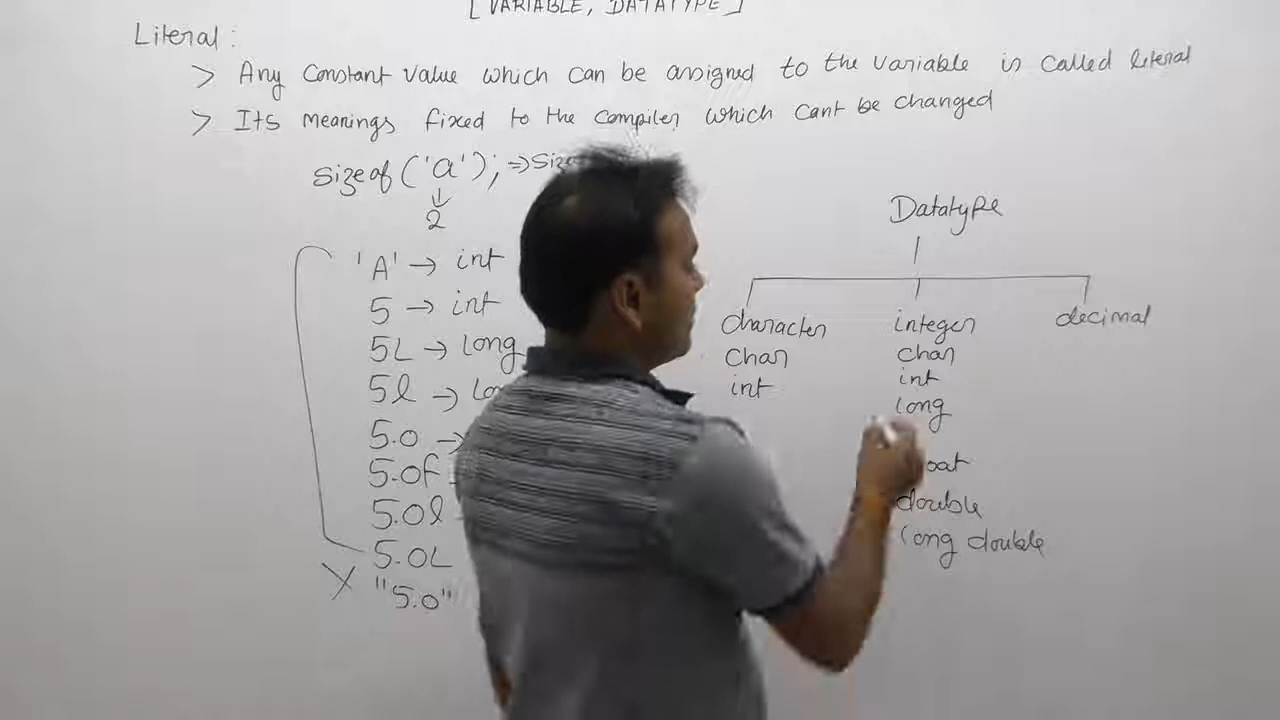 [VARIABLE, DATATYPE]
Literal :
> Any Constant value which can be assigned to the variable is called literal
> Its meanings fixed to the compiler, which cant be changed
sizeof ('a'); ⇒
↓
2
'A' → int
5 → int
5L → long
5l →
5.0 →
5.0f
5.0l
5.0L
X "5.0"
Datatype
character integer decimal
char char
int int
long
double
long double